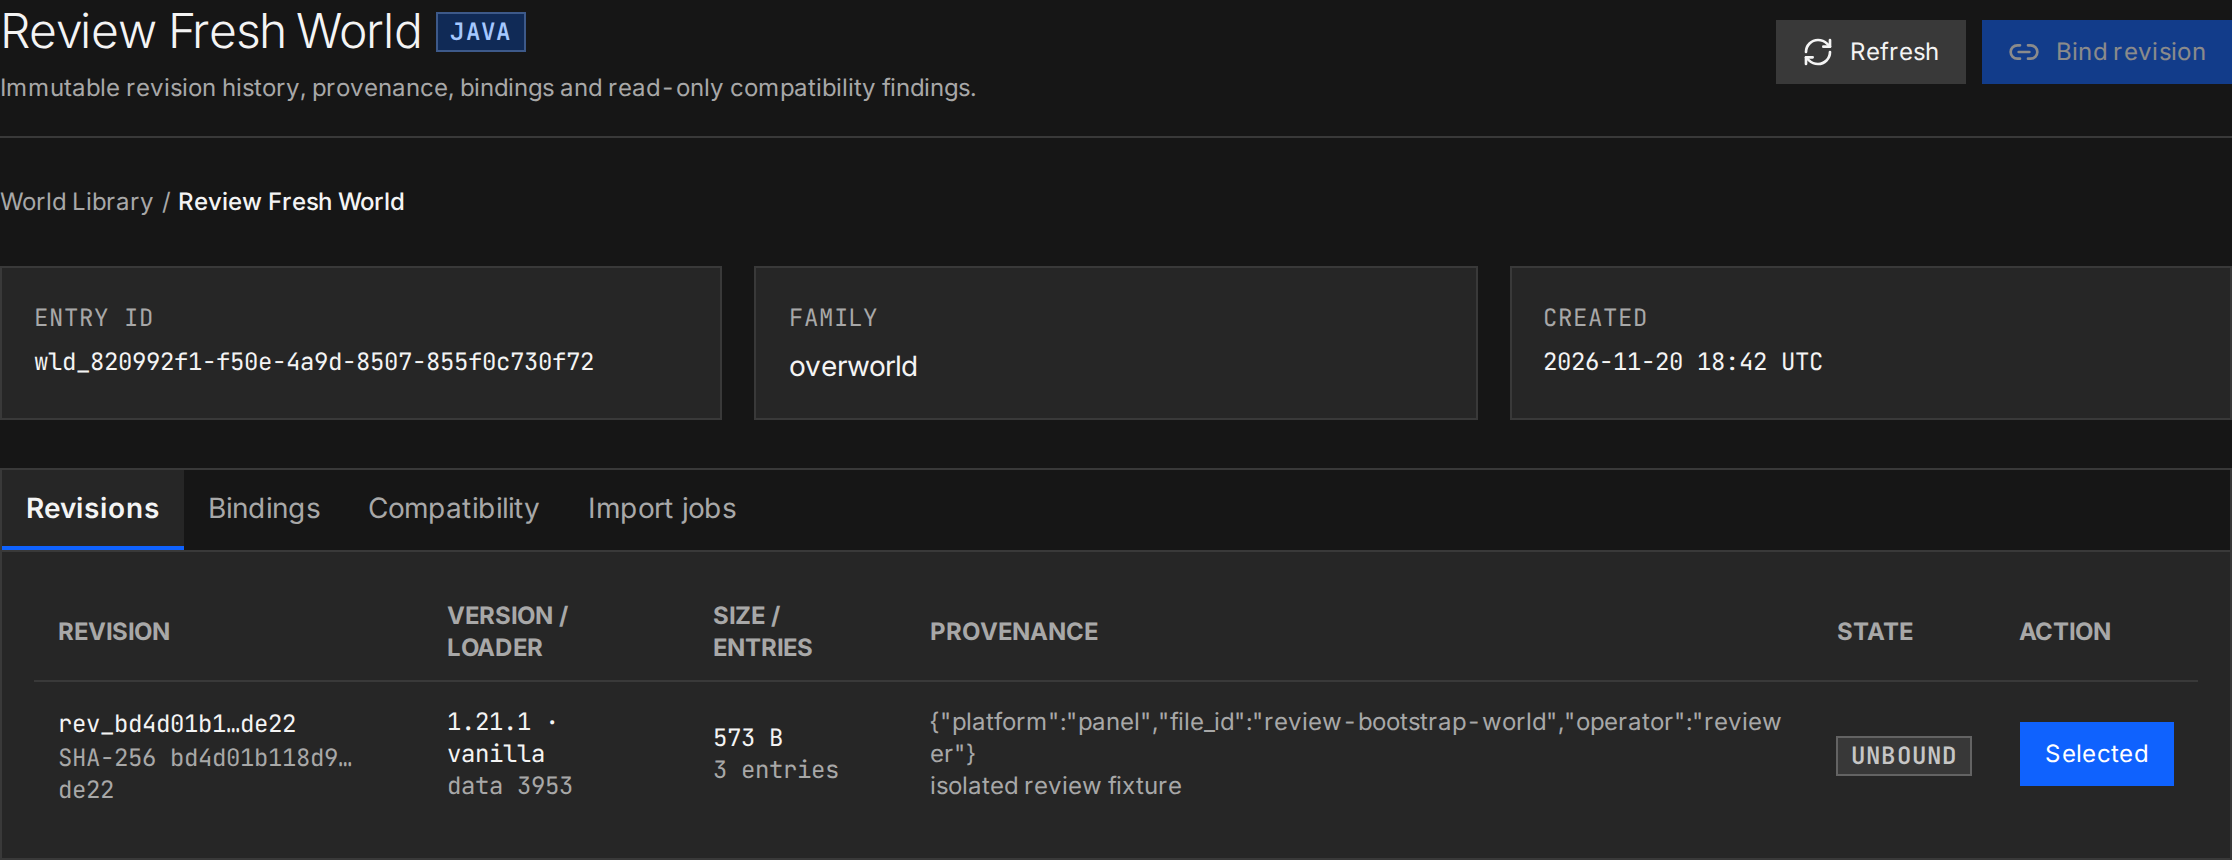 Review Fresh World JAVA
Refresh
Bind revision
Immutable revision history, provenance, bindings and read-only compatibility findings.
World Library / Review Fresh World
ENTRY ID
wld_820992f1-f50e-4a9d-8507-855f0c730f72
FAMILY
overworld
CREATED
2026-11-20 18:42 UTC
Revisions Bindings Compatibility Import jobs
REVISION
VERSION /
LOADER
SIZE /
ENTRIES
PROVENANCE
STATE
ACTION
rev_bd4d01b1…de22
SHA-256 bd4d01b118d9…
de22
1.21.1 ·
vanilla
data 3953
573 B
3 entries
{"platform":"panel","file_id":"review-bootstrap-world","operator":"review
er"}
isolated review fixture
UNBOUND
Selected